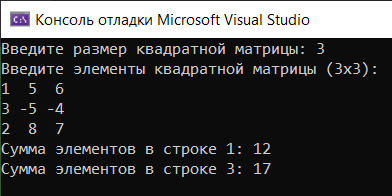 Консоль отладки Microsoft Visual Studio
Введите размер квадратной матрицы: 3
Введите элементы квадратной матрицы (3x3):
1  5  6
3 -5 -4
2  8  7
Сумма элементов в строке 1: 12
Сумма элементов в строке 3: 17